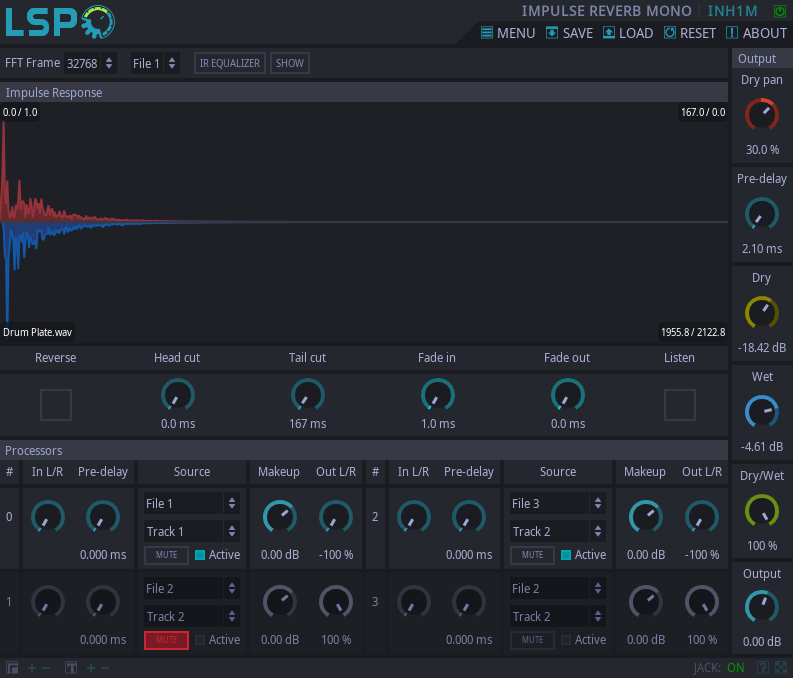 LSP
IMPULSE REVERB MONO INH1M
MENU SAVE LOAD RESET ABOUT
FFT Frame 32768 File 1 IR EQUALIZER SHOW
Output
Dry pan
30.0 %
Pre-delay
2.10 ms
Dry
-18.42 dB
Wet
-4.61 dB
Dry/Wet
100 %
Output
0.00 dB
Impulse Response
0.0 / 1.0 167.0 / 0.0
Drum Plate.wav 1955.8 / 2122.8
Reverse Head cut Tail cut Fade in Fade out Listen
0.0 ms 167 ms 1.0 ms 0.0 ms
Processors
# In L/R Pre-delay Source Makeup Out L/R # In L/R Pre-delay Source Makeup Out L/R
File 1 File 3
0 2
Track 1 Track 2
0.000 ms MUTE Active 0.00 dB -100 % 0.000 ms MUTE Active 0.00 dB -100 %
File 2 File 2
1 3
Track 2 Track 2
0.000 ms MUTE Active 0.00 dB 100 % 0.000 ms MUTE Active 0.00 dB 100 %
T JACK: ON ?